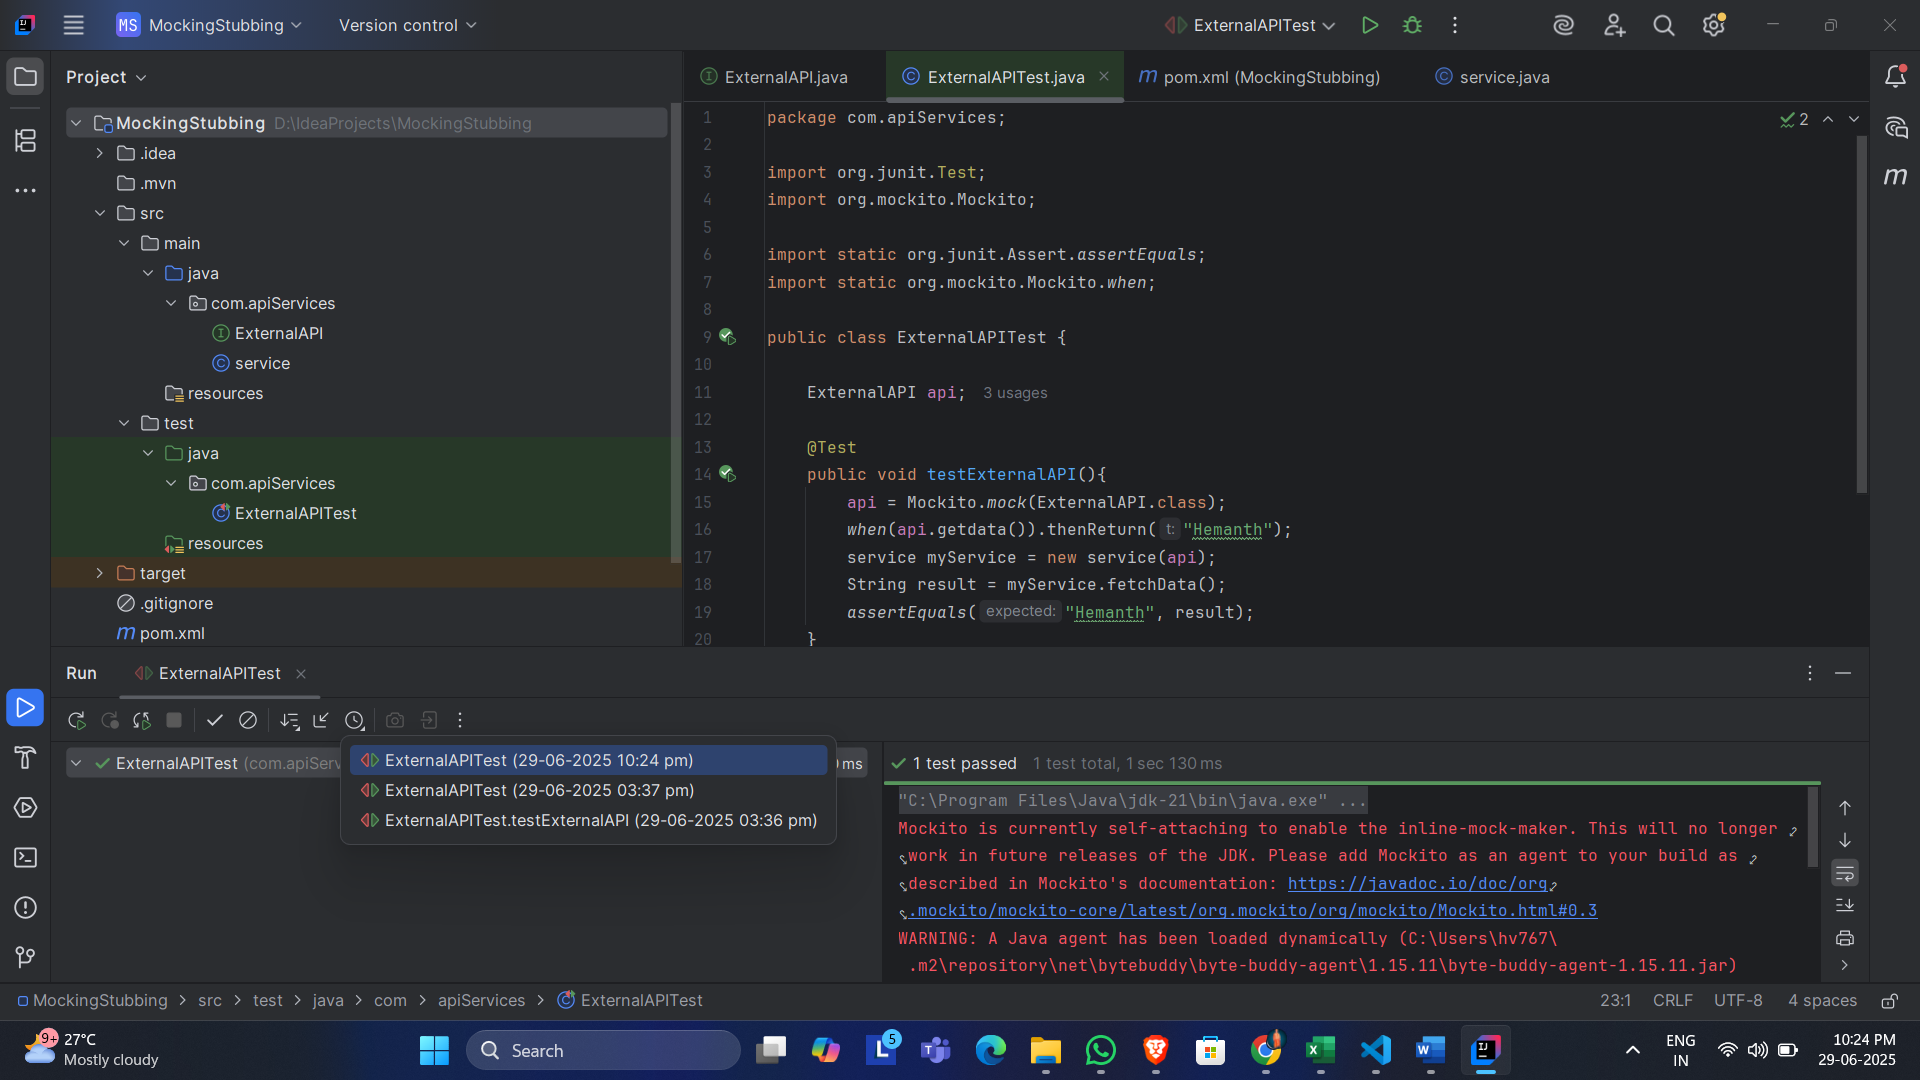 MS MockingStubbing
Version control
ExternalAPITest
Project
MockingStubbing D:\IdeaProjects\MockingStubbing
.idea
.mvn
src
main
java
com.apiServices
ExternalAPI
service
resources
test
java
com.apiServices
ExternalAPITest
resources
target
.gitignore
pom.xml
ExternalAPI.java
ExternalAPITest.java
pom.xml (MockingStubbing)
service.java
2
1 package com.apiServices;
2
3 import org.junit.Test;
4 import org.mockito.Mockito;
5
6 import static org.junit.Assert.assertEquals;
7 import static org.mockito.Mockito.when;
8
9 public class ExternalAPITest {
10
11 ExternalAPI api; 3 usages
12
13 @Test
14 public void testExternalAPI(){
15 api = Mockito.mock(ExternalAPI.class);
16 when(api.getdata()).thenReturn( t: "Hemanth");
17 service myService = new service(api);
18 String result = myService.fetchData();
19 assertEquals( expected: "Hemanth", result);
20 }
Run ExternalAPITest
ExternalAPITest (com.apiServ ms
ExternalAPITest (29-06-2025 10:24 pm)
ExternalAPITest (29-06-2025 03:37 pm)
ExternalAPITest.testExternalAPI (29-06-2025 03:36 pm)
1 test passed 1 test total, 1 sec 130 ms
"C:\Program Files\Java\jdk-21\bin\java.exe" ...
Mockito is currently self-attaching to enable the inline-mock-maker. This will no longer
work in future releases of the JDK. Please add Mockito as an agent to your build as
described in Mockito's documentation: https://javadoc.io/doc/org
.mockito/mockito-core/latest/org.mockito/org/mockito/Mockito.html#0.3
WARNING: A Java agent has been loaded dynamically (C:\Users\hv767\
.m2\repository\net\bytebuddy\byte-buddy-agent\1.15.11\byte-buddy-agent-1.15.11.jar)
MockingStubbing > src > test > java > com > apiServices > ExternalAPITest
23:1 CRLF UTF-8 4 spaces
9+ 27°C
Mostly cloudy
Search
5
ENG
IN
10:24 PM
29-06-2025